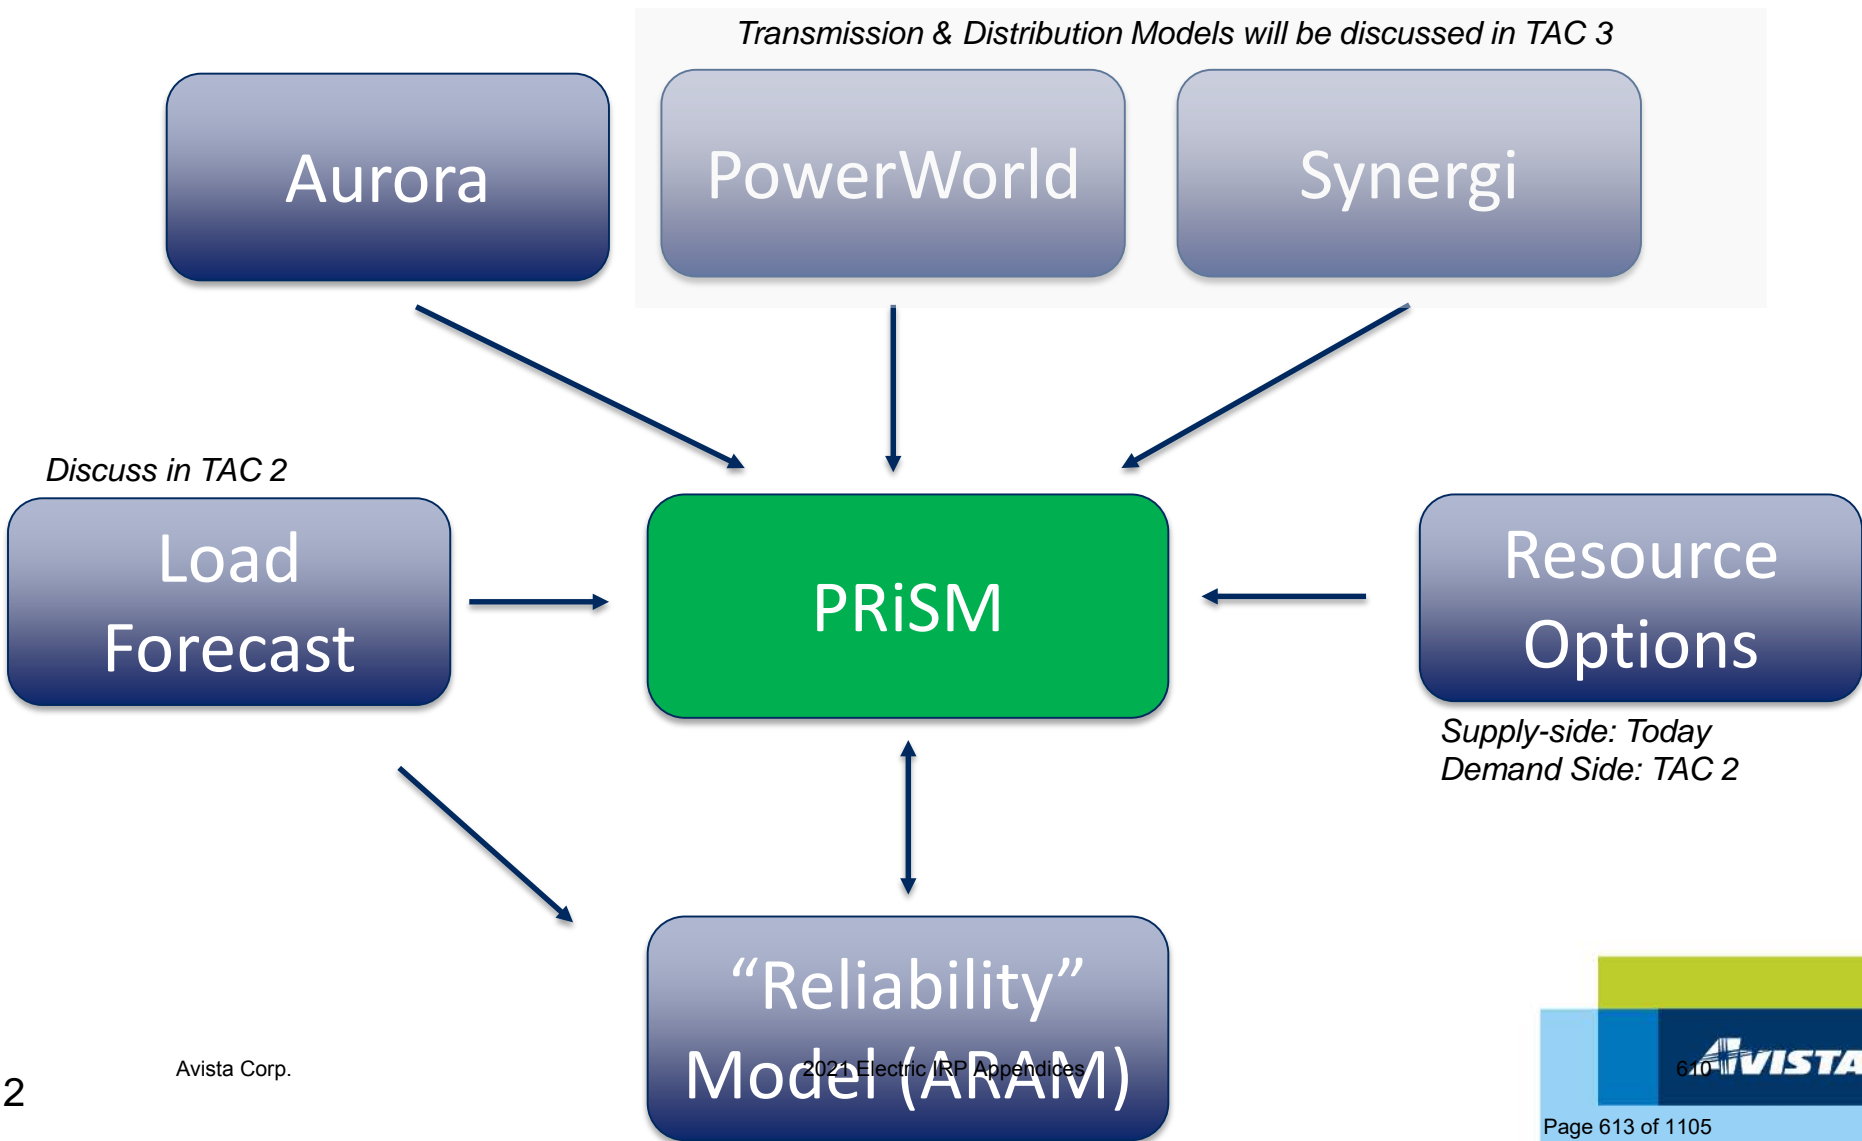 Transmission & Distribution Models will be discussed in TAC 3
Aurora
PowerWorld
Synergi
Discuss in TAC 2
Load
Forecast
PRiSM
Resource
Options
Supply-side: Today
Demand Side: TAC 2
“Reliability”
Model (ARAM)
Avista Corp.
2021 Electric IRP Appendices
610
AVISTA
2
Page 613 of 1105